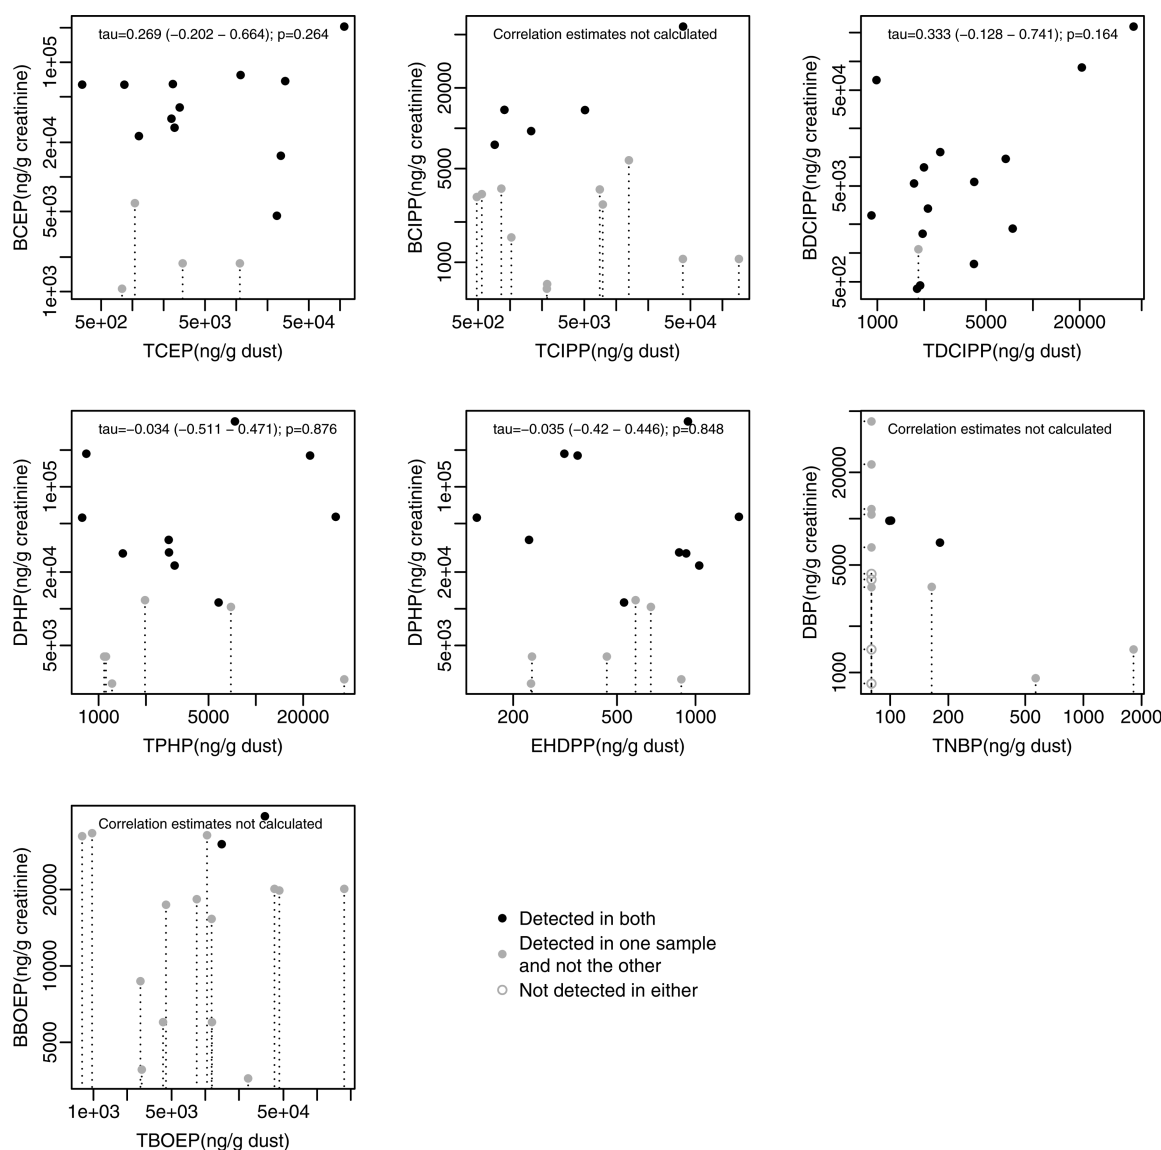 tau=0.269 (−0.202 − 0.664); p=0.264
BCEP(ng/g creatinine)
1e+05
2e+04
5e+03
1e+03
5e+02 5e+03 5e+04
TCEP(ng/g dust)
Correlation estimates not calculated
BCIPP(ng/g creatinine)
20000
5000
1000
5e+02 5e+03 5e+04
TCIPP(ng/g dust)
tau=0.333 (−0.128 − 0.741); p=0.164
BDCIPP(ng/g creatinine)
5e+04
5e+03
5e+02
1000 5000 20000
TDCIPP(ng/g dust)
tau=−0.034 (−0.511 − 0.471); p=0.876
DPHP(ng/g creatinine)
1e+05
2e+04
5e+03
1000 5000 20000
TPHP(ng/g dust)
tau=−0.035 (−0.42 − 0.446); p=0.848
DPHP(ng/g creatinine)
1e+05
2e+04
5e+03
200 500 1000
EHDPP(ng/g dust)
Correlation estimates not calculated
DBP(ng/g creatinine)
20000
5000
1000
100 200 500 1000 2000
TNBP(ng/g dust)
Correlation estimates not calculated
BBOEP(ng/g creatinine)
20000
10000
5000
1e+03 5e+03 5e+04
TBOEP(ng/g dust)
Detected in both
Detected in one sample
and not the other
Not detected in either